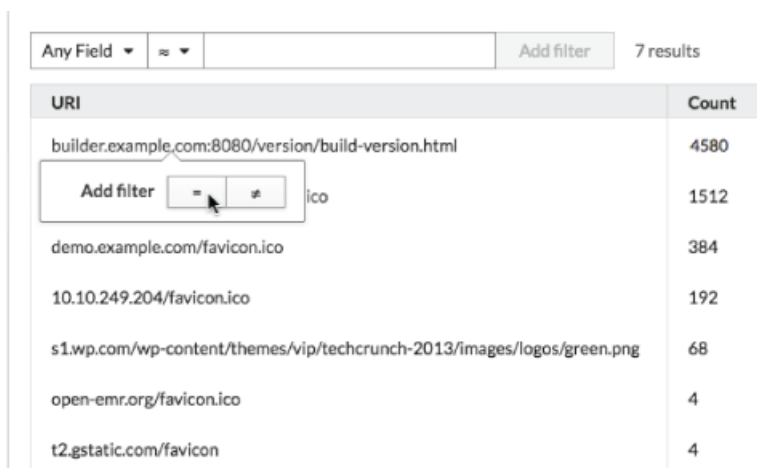 Any Field ▼ ≈ ▼ Add filter 7 results
URI Count
builder.example.com:8080/version/build-version.html 4580
Add filter = ≠ ico 1512
demo.example.com/favicon.ico 384
10.10.249.204/favicon.ico 192
s1.wp.com/wp-content/themes/vip/techcrunch-2013/images/logos/green.png 68
open-emr.org/favicon.ico 4
t2.gstatic.com/favicon 4